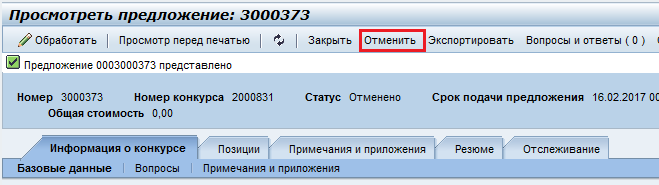 Просмотреть предложение: 3000373
Обработать Просмотр перед печатью Закрыть Отменить Экспортировать Вопросы и ответы ( 0 )
Предложение 0003000373 представлено
Номер 3000373 Номер конкурса 2000831 Статус Отменено Срок подачи предложения 16.02.2017 00
Общая стоимость 0,00
Информация о конкурсе Позиции Примечания и приложения Резюме Отслеживание
Базовые данные Вопросы Примечания и приложения